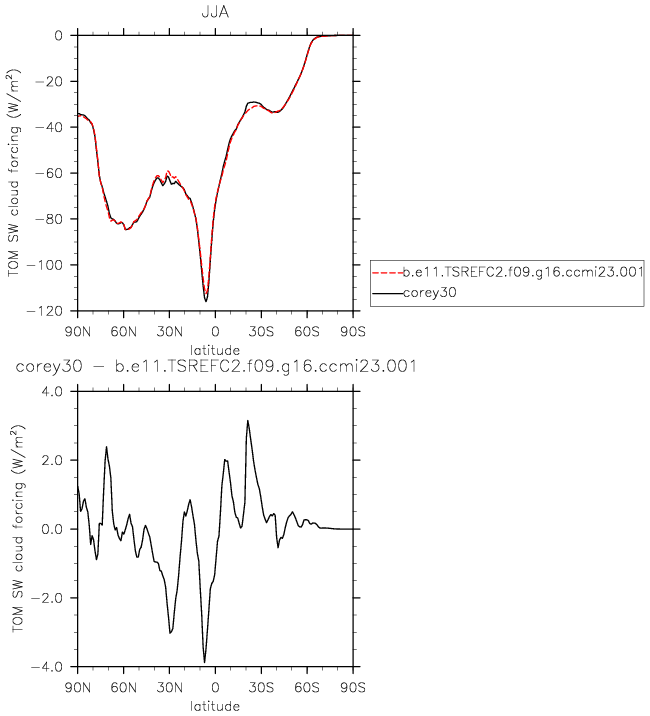 JJA
TOM SW cloud forcing (W/m²)
0
−20
−40
−60
−80
−100
−120
90N 60N 30N 0 30S 60S 90S
latitude
b.e11.TSREFC2.f09.g16.ccmi23.001
corey30
corey30 − b.e11.TSREFC2.f09.g16.ccmi23.001
TOM SW cloud forcing (W/m²)
4.0
2.0
0.0
−2.0
−4.0
90N 60N 30N 0 30S 60S 90S
latitude